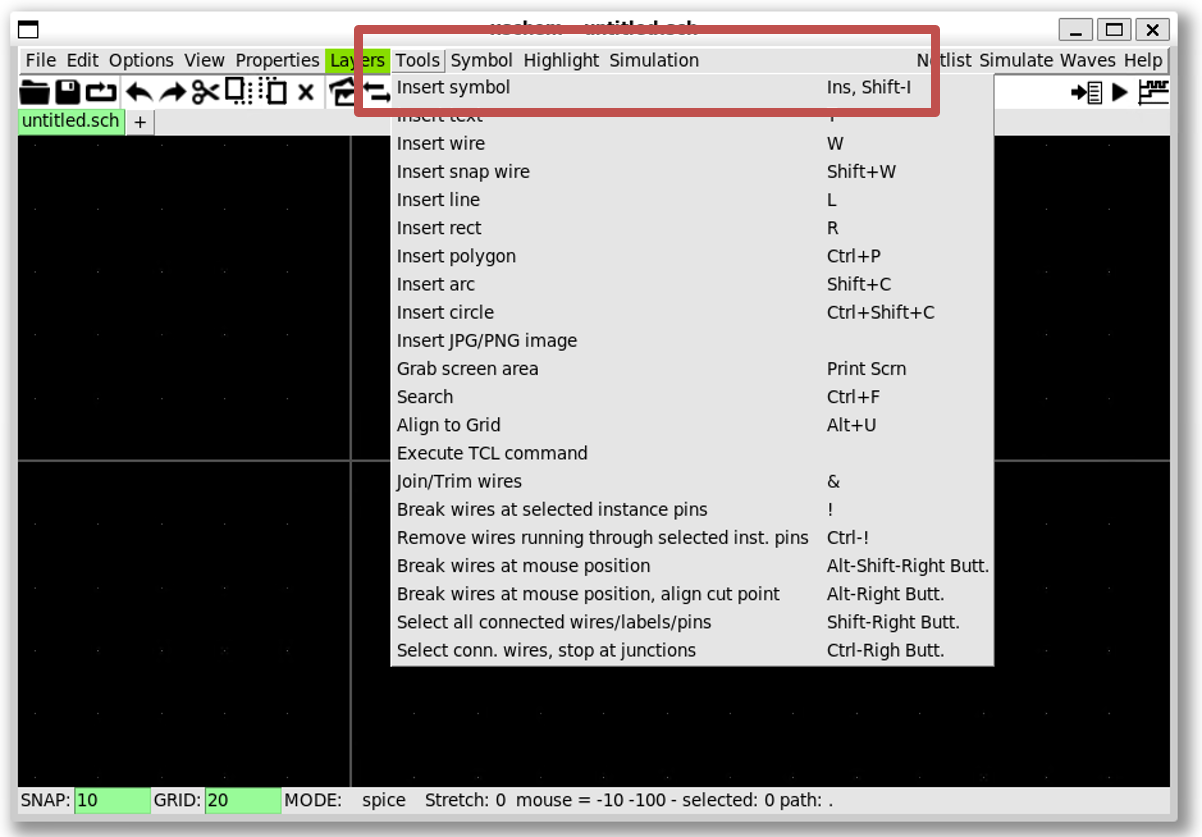 xschem - untitled.sch
File Edit Options View Properties Layers Tools Symbol Highlight Simulation Netlist Simulate Waves Help
Insert symbol Ins, Shift-I
untitled.sch +
Insert text T
Insert wire W
Insert snap wire Shift+W
Insert line L
Insert rect R
Insert polygon Ctrl+P
Insert arc Shift+C
Insert circle Ctrl+Shift+C
Insert JPG/PNG image
Grab screen area Print Scrn
Search Ctrl+F
Align to Grid Alt+U
Execute TCL command
Join/Trim wires &
Break wires at selected instance pins !
Remove wires running through selected inst. pins Ctrl-!
Break wires at mouse position Alt-Shift-Right Butt.
Break wires at mouse position, align cut point Alt-Right Butt.
Select all connected wires/labels/pins Shift-Right Butt.
Select conn. wires, stop at junctions Ctrl-Righ Butt.
SNAP: 10 GRID: 20 MODE: spice Stretch: 0 mouse = -10 -100 - selected: 0 path: .